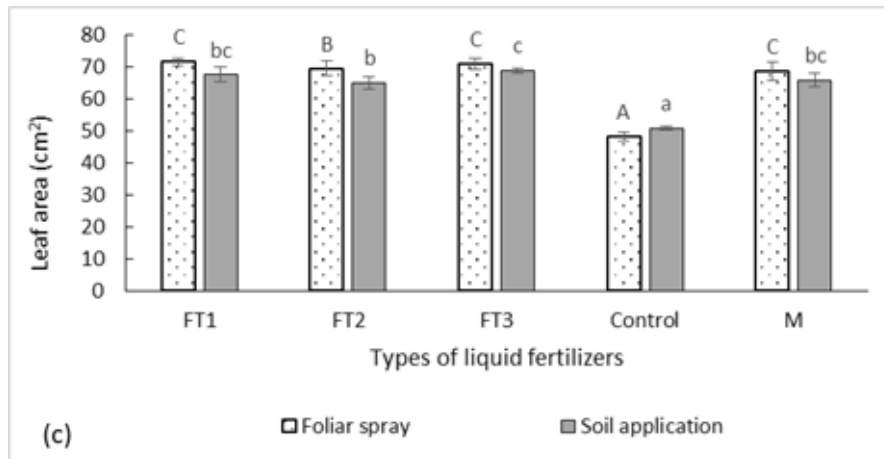 Leaf area (cm²)
80
70
60
50
40
30
20
10
0
C
bc
B
b
C
c
A
a
C
bc
FT1
FT2
FT3
Control
M
Types of liquid fertilizers
(c)
Foliar spray
Soil application